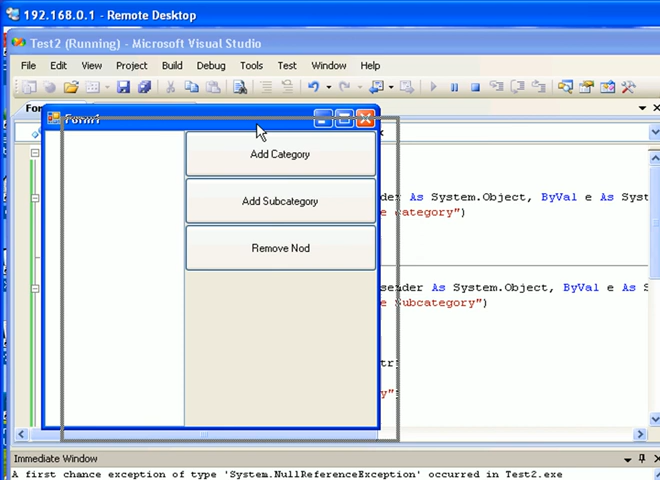 192.168.0.1 - Remote Desktop
Test2 (Running) - Microsoft Visual Studio
File Edit View Project Build Debug Tools Test Window Help
Form1
Add Category
Add Subcategory
Remove Nod
As System.Object, ByVal e As Syst
category")
sender As System.Object, ByVal e As S
Subcategory")
Immediate Window
A first chance exception of type 'System.NullReferenceException' occurred in Test2.exe